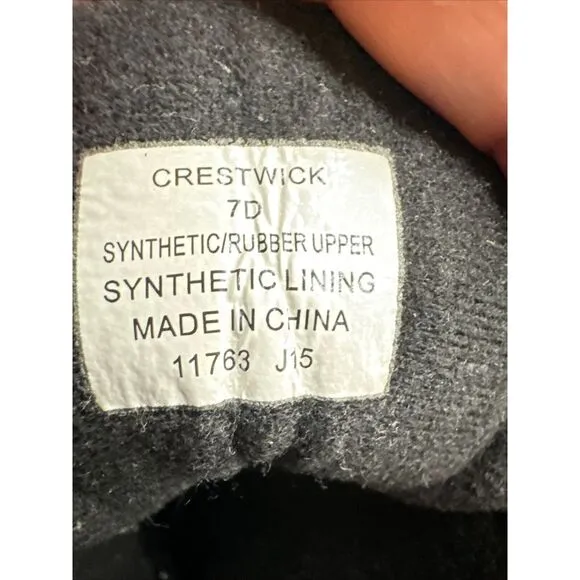 CRESTWICK
7D
SYNTHETIC/RUBBER UPPER
SYNTHETIC LINING
MADE IN CHINA
11763 J15